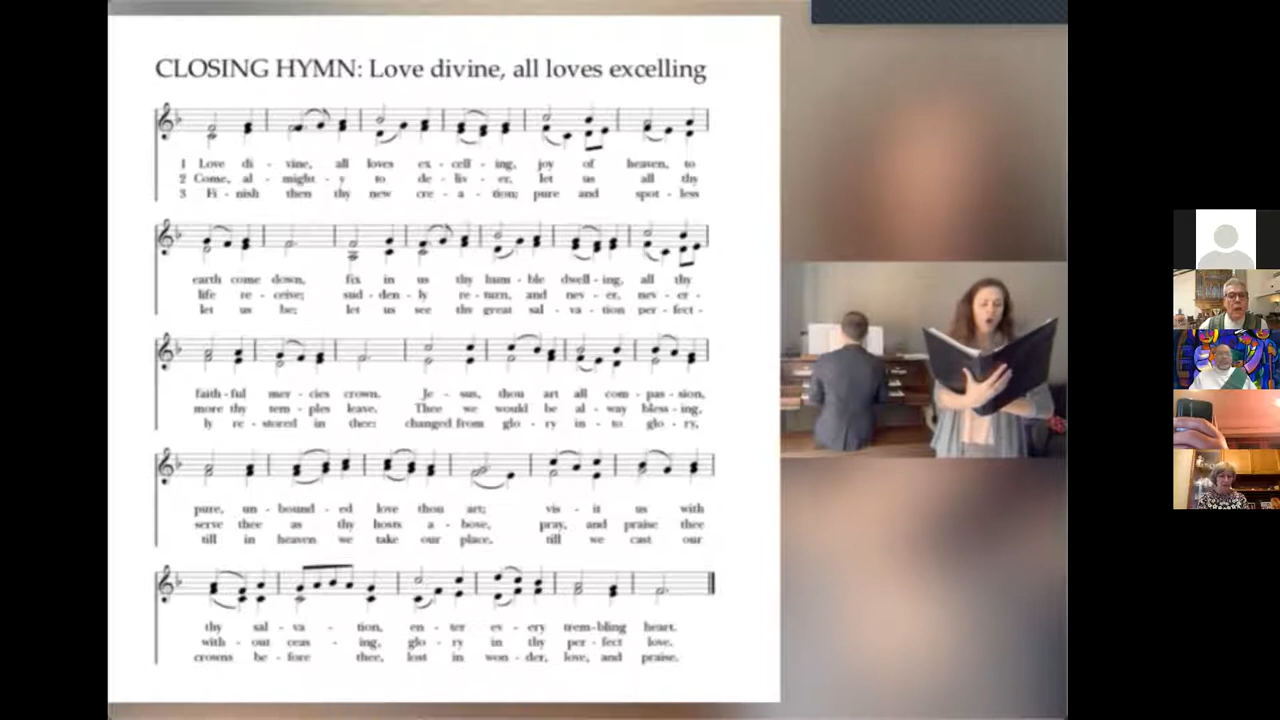 CLOSING HYMN: Love divine, all loves excelling
1 Love di - vine, all loves ex - cell - ing, joy of heaven, to
2 Come, al - might - y to de - liv - er, let us all thy
3 Fi - nish then thy new cre - a - tion; pure and spot - less
earth come down, fix in us thy hum - ble dwell - ing, all thy
life re - ceive; sud - den - ly re - turn, and nev - er, nev - er -
let us be; let us see thy great sal - va - tion per - fect -
faith - ful mer - cies crown. Je - sus, thou art all com - pas - sion,
more thy tem - ples leave. Thee we would be al - way bless - ing,
ly re - stored in thee: changed from glo - ry in - to glo - ry,
pure, un - bound - ed love thou art; vis - it us with
serve thee as thy hosts a - bove, pray, and praise thee
till in heaven we take our place, till we cast our
thy sal - va - tion, en - ter ev - ery trem - bling heart.
with - out ceas - ing, glo - ry in thy per - fect love.
crowns be - fore thee, lost in won - der, love, and praise.